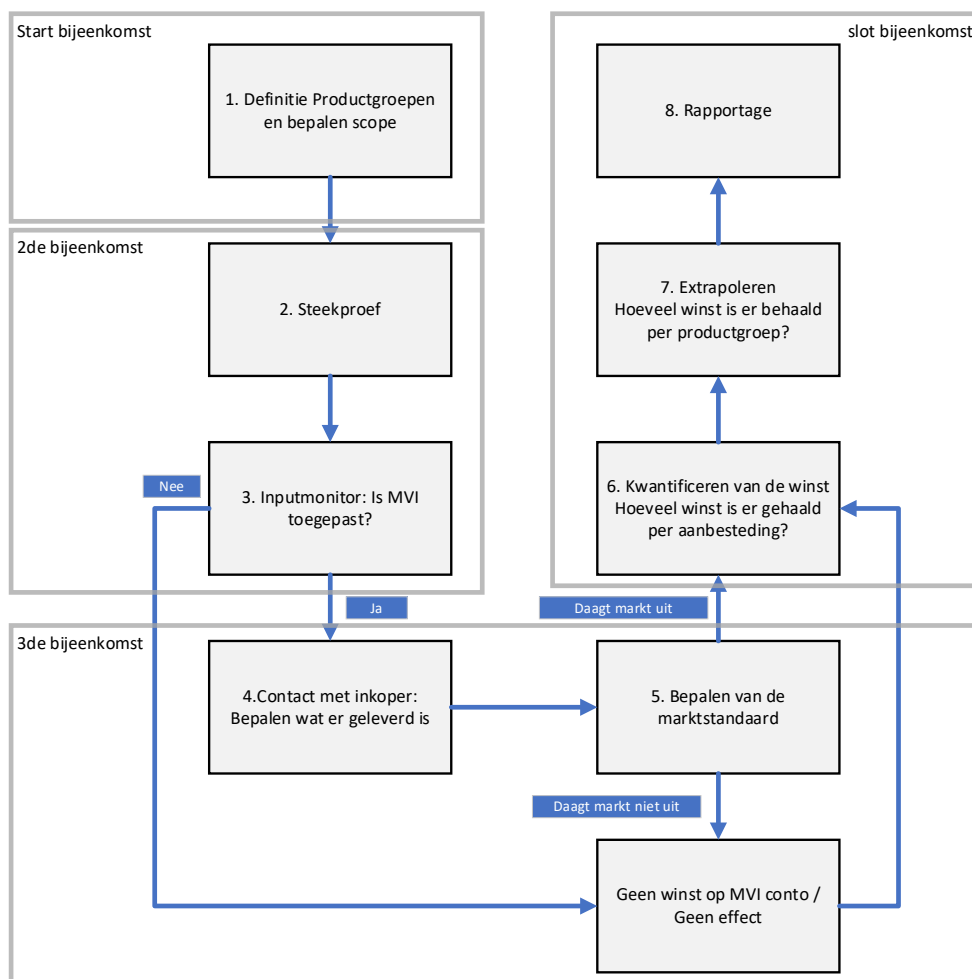 Start bijeenkomst
1. Definitie Productgroepen
en bepalen scope
2de bijeenkomst
2. Steekproef
Nee
3. Inputmonitor: Is MVI
toegepast?
Ja
3de bijeenkomst
4.Contact met inkoper:
Bepalen wat er geleverd is
5. Bepalen van de
marktstandaard
Daagt markt uit
Daagt markt niet uit
Geen winst op MVI conto /
Geen effect
slot bijeenkomst
6. Kwantificeren van de winst
Hoeveel winst is er gehaald
per aanbesteding?
7. Extrapoleren
Hoeveel winst is er behaald
per productgroep?
8. Rapportage